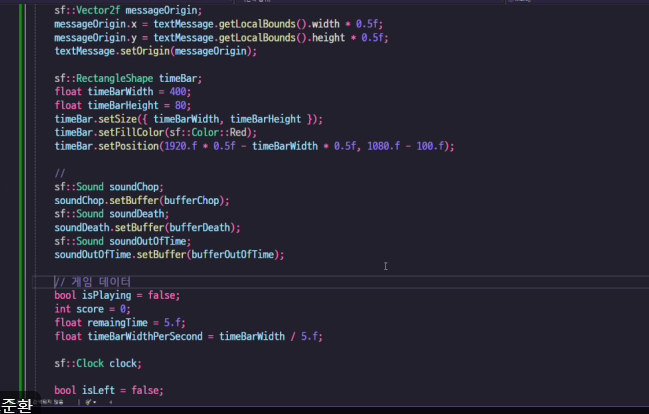 sf::Vector2f messageOrigin;
messageOrigin.x = textMessage.getLocalBounds().width * 0.5f;
messageOrigin.y = textMessage.getLocalBounds().height * 0.5f;
textMessage.setOrigin(messageOrigin);
sf::RectangleShape timeBar;
float timeBarWidth = 400;
float timeBarHeight = 80;
timeBar.setSize({ timeBarWidth, timeBarHeight });
timeBar.setFillColor(sf::Color::Red);
timeBar.setPosition(1920.f * 0.5f - timeBarWidth * 0.5f, 1080.f - 100.f);
//
sf::Sound soundChop;
soundChop.setBuffer(bufferChop);
sf::Sound soundDeath;
soundDeath.setBuffer(bufferDeath);
sf::Sound soundOutOfTime;
soundOutOfTime.setBuffer(bufferOutOfTime);
// 게임 데이터
bool isPlaying = false;
int score = 0;
float remaingTime = 5.f;
float timeBarWidthPerSecond = timeBarWidth / 5.f;
sf::Clock clock;
bool isLeft = false;
준환